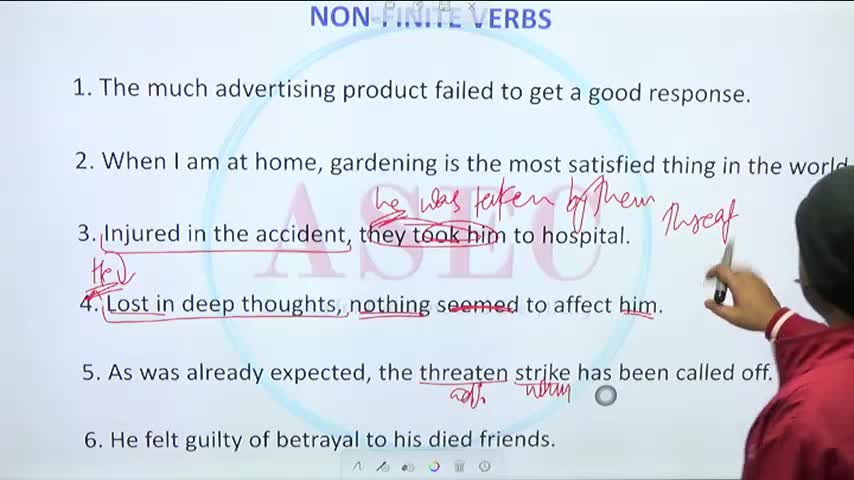 NON-FINITE VERBS
1. The much advertising product failed to get a good response.
2. When I am at home, gardening is the most satisfied thing in the world
he was taken by them
Threat
3. Injured in the accident, they took him to hospital.
He
4. Lost in deep thoughts, nothing seemed to affect him.
5. As was already expected, the threaten strike has been called off.
adj. noun
6. He felt guilty of betrayal to his died friends.
ASEC